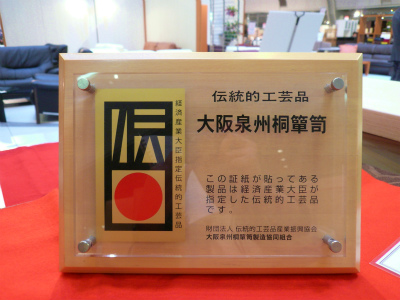 伝統的工芸品
大阪泉州桐簞笥
この証紙が貼ってある
製品は経済産業大臣が
指定した伝統的工芸品
です。
財団法人 伝統的工芸品産業振興協会
大阪泉州桐簞笥製造協同組合
経済産業大臣指定伝統的工芸品
伝